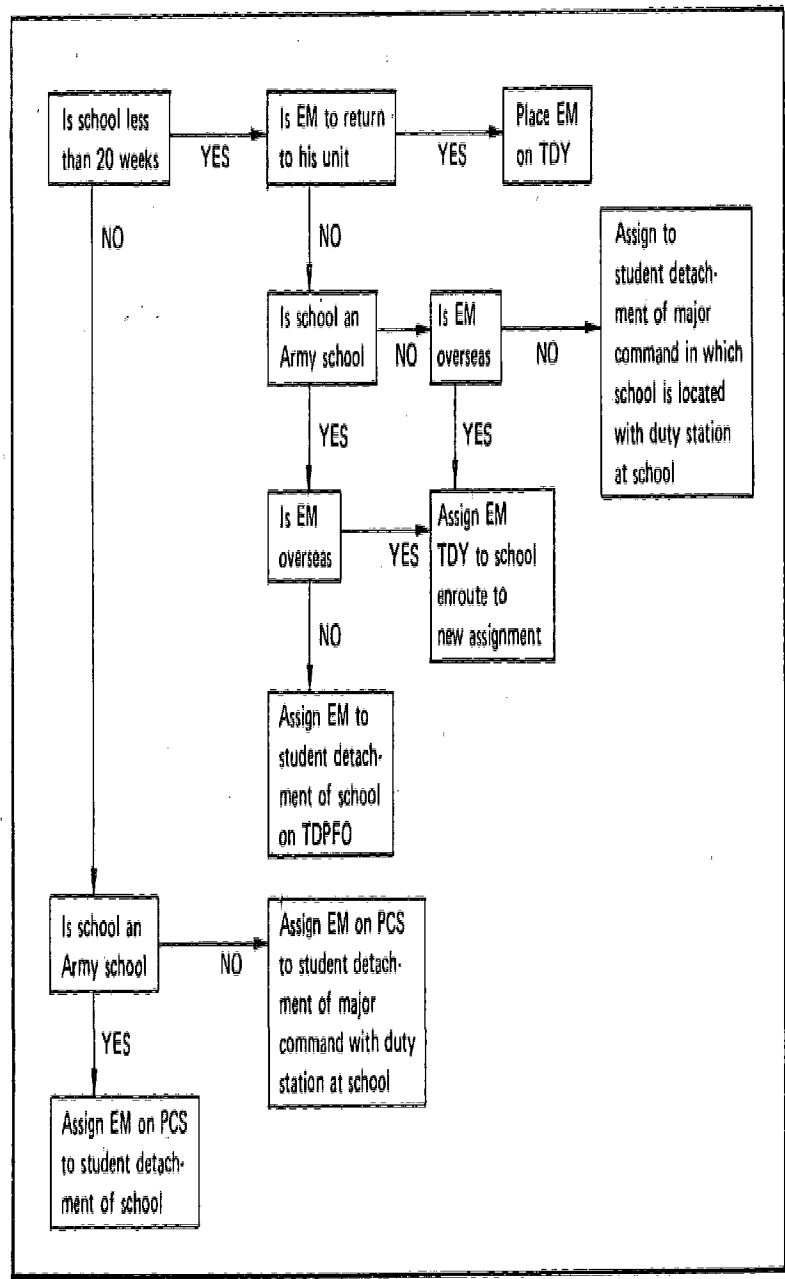 Is school less
than 20 weeks
YES
Is EM to return
to his unit
YES
Place EM
on TDY
NO
NO
Is school an
Army school
NO
Is EM
overseas
NO
Assign to
student detach-
ment of major
command in which
school is located
with duty station
at school
YES
YES
Is EM
overseas
YES
Assign EM
TDY to school
enroute to
new assignment
NO
Assign EM to
student detach-
ment of school
on TDPFO
Is school an
Army school
NO
Assign EM on PCS
to student detach-
ment of major
command with duty
station at school
YES
Assign EM on PCS
to student detach-
ment of school